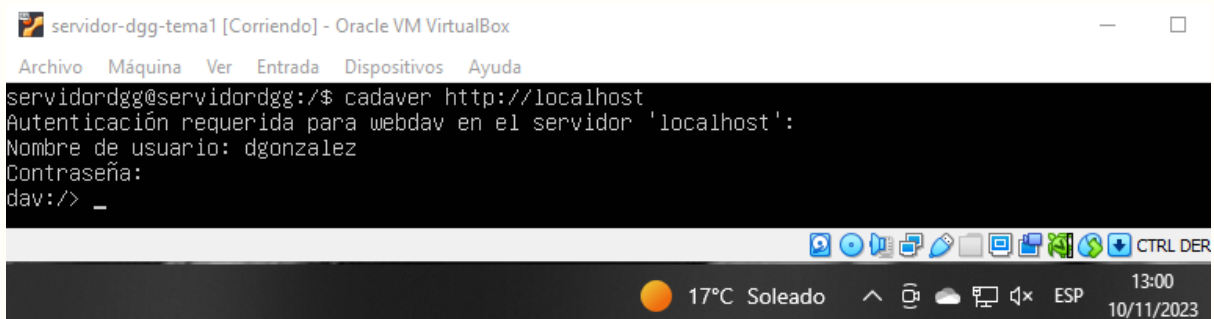 servidor-dgg-tema1 [Corriendo] - Oracle VM VirtualBox
Archivo Máquina Ver Entrada Dispositivos Ayuda
servidordgg@servidordgg:/$ cadaver http://localhost
Autenticación requerida para webdav en el servidor 'localhost':
Nombre de usuario: dgonzalez
Contraseña:
dav:/> _
CTRL DER
17°C Soleado ESP 13:00
10/11/2023